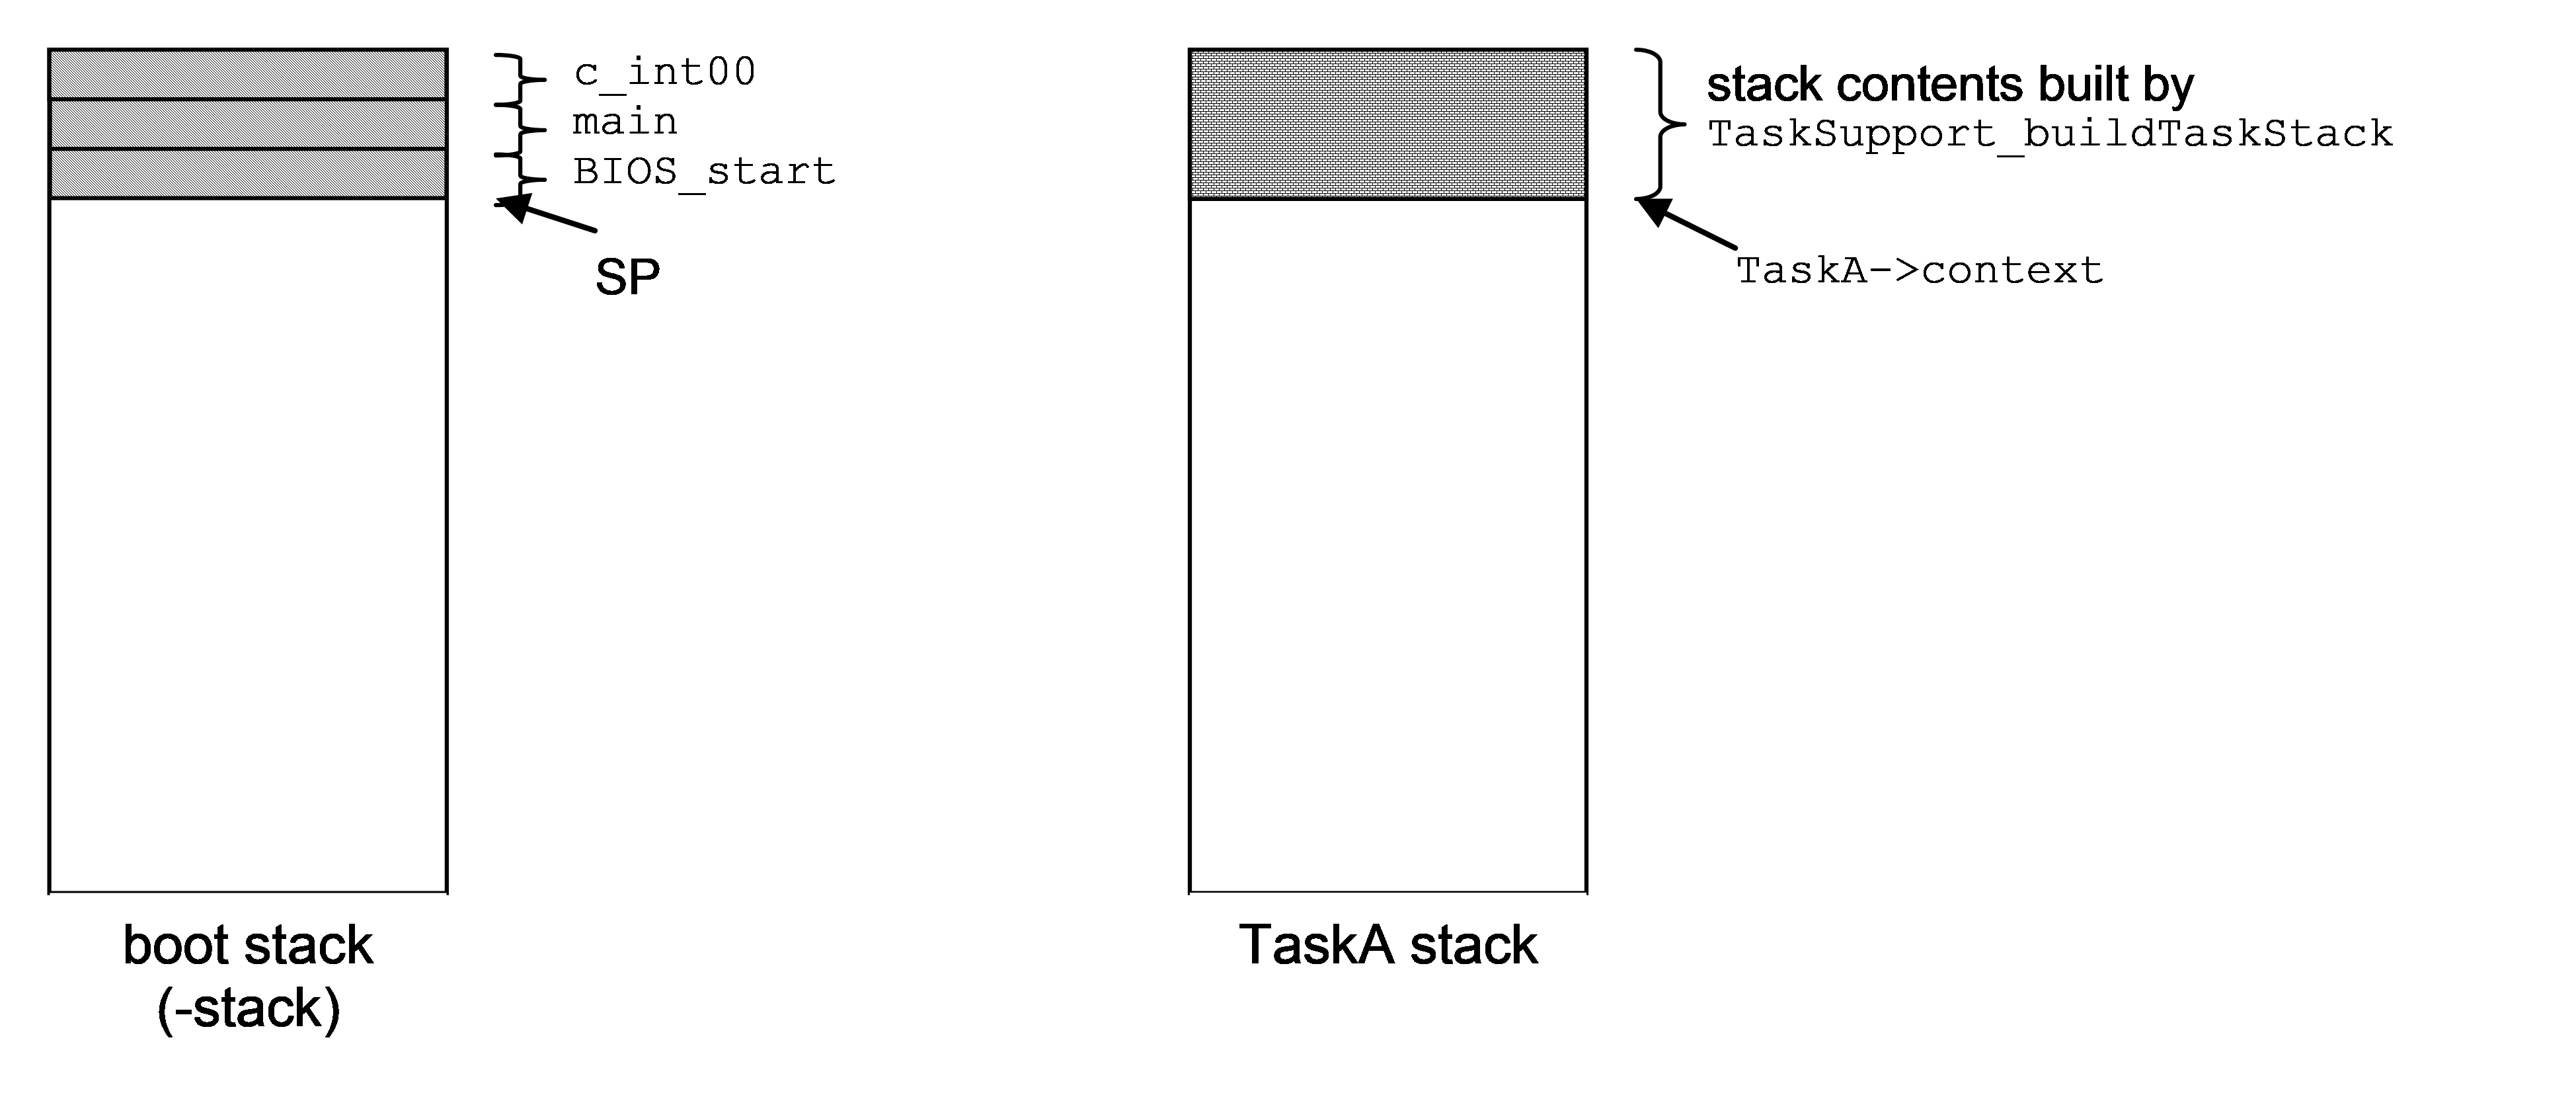 c_int00
main
BIOS_start
SP
boot stack
(-stack)
stack contents built by
TaskSupport_buildTaskStack
TaskA->context
TaskA stack